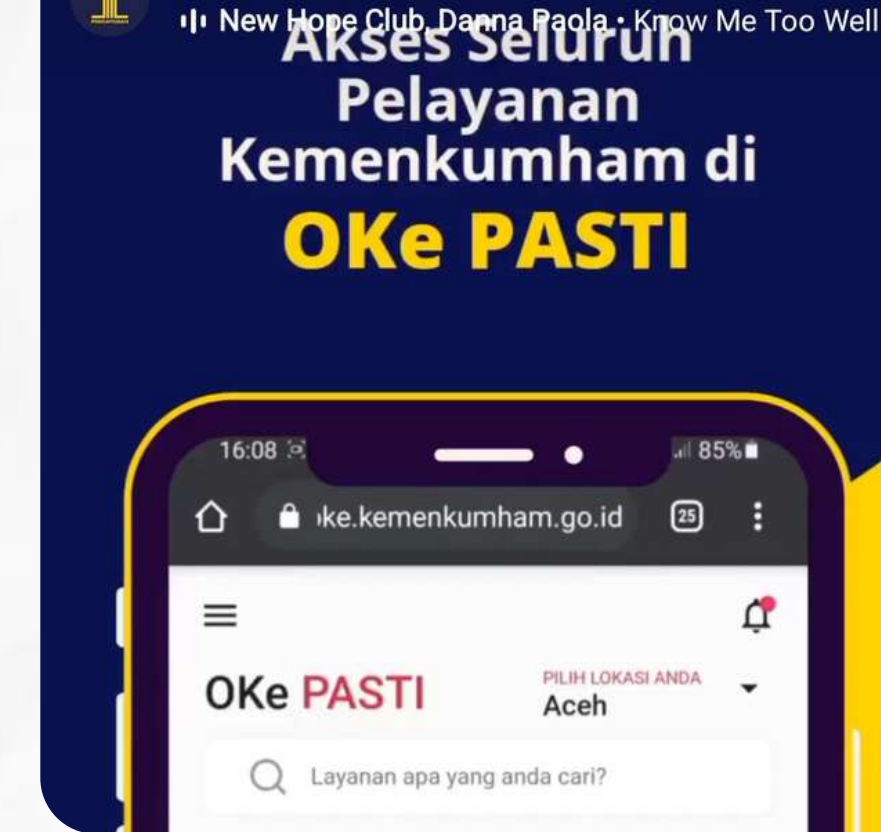 New Hope Club, Danna Paola • Know Me Too Well
Akses Seluruh
Pelayanan
Kemenkumham di
OKe PASTI
16:08
85%
ke.kemenkumham.go.id
25
OKe PASTI
PILIH LOKASI ANDA
Aceh
Layanan apa yang anda cari?